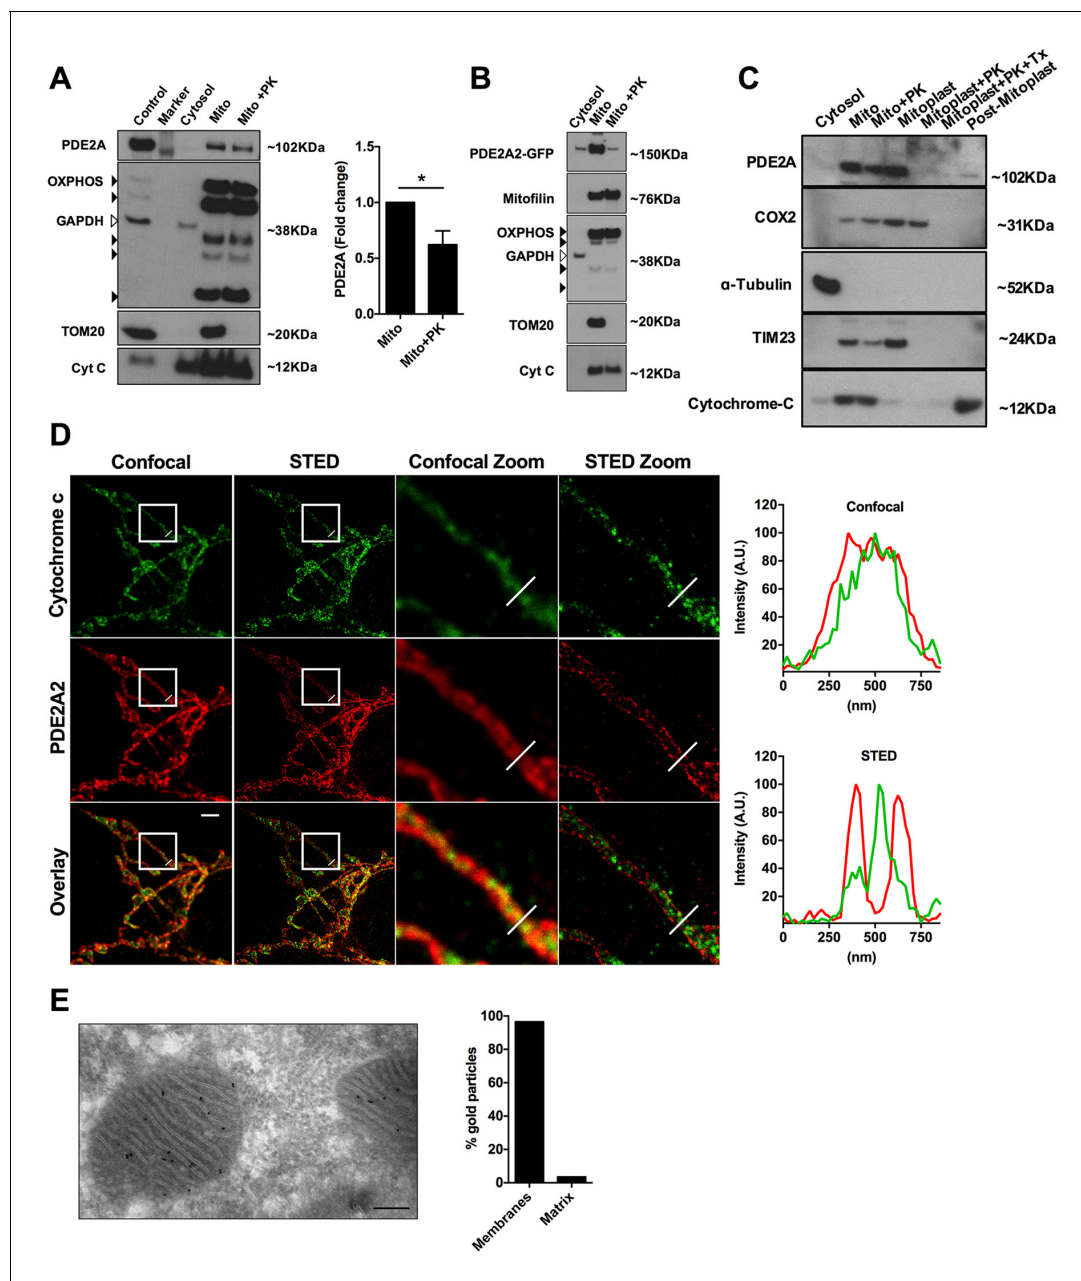 A
Control
Marker
Cytosol
Mito
Mito +PK
PDE2A
~102KDa
OXPHOS
GAPDH
~38KDa
TOM20
~20KDa
Cyt C
~12KDa
PDE2A (Fold change)
1.5
1.0
0.5
0.0
*
Mito
Mito+PK
B
Cytosol
Mito
Mito +PK
PDE2A2-GFP
~150KDa
Mitofilin
~76KDa
OXPHOS
GAPDH
~38KDa
TOM20
~20KDa
Cyt C
~12KDa
C
Cytosol
Mito
Mito+PK
Mitoplast
Mitoplast+PK
Mitoplast+PK+Tx
Post-Mitoplast
PDE2A
~102KDa
COX2
~31KDa
α-Tubulin
~52KDa
TIM23
~24KDa
Cytochrome-C
~12KDa
D
Confocal
STED
Confocal Zoom
STED Zoom
Cytochrome c
PDE2A2
Overlay
Confocal
Intensity (A.U.)
120
100
80
60
40
20
0 250 500 750
(nm)
STED
Intensity (A.U.)
120
100
80
60
40
20
0 250 500 750
(nm)
E
% gold particles
100
80
60
40
20
0
Membranes
Matrix